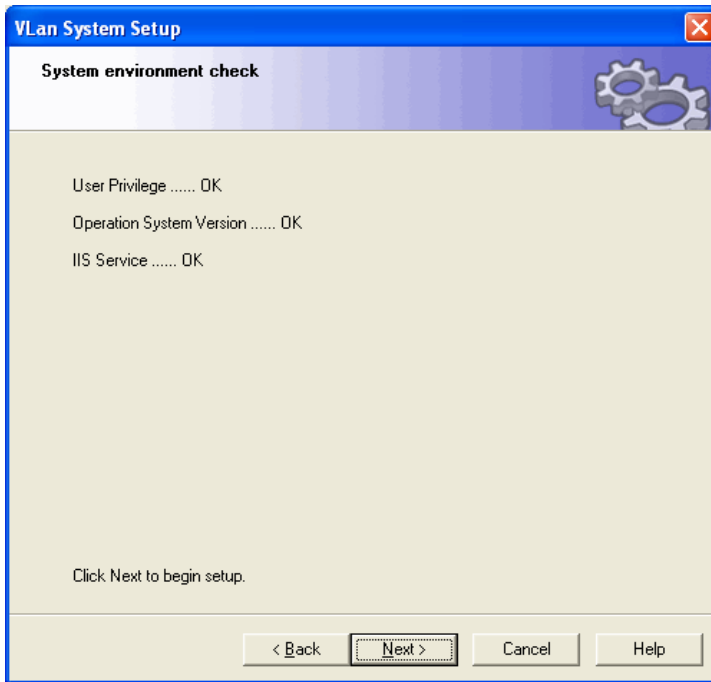 VLan System Setup
System environment check
User Privilege ...... OK
Operation System Version ...... OK
IIS Service ...... OK
Click Next to begin setup.
< Back
Next >
Cancel
Help